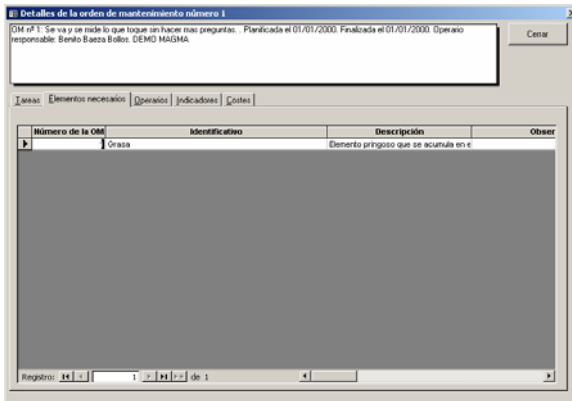 Detalles de la orden de mantenimiento número 1
OM nº 1: Se va y se mide lo que toque sin hacer mas preguntas. . Planificada el 01/01/2000. Finalizada el 01/01/2000. Operario
responsable: Benito Baeza Bollos. DEMO MAGMA
Cerrar
Tareas Elementos necesarios Operarios Indicadores Costes
Número de la OM Identificativo Descripción Obser
1 Grasa Elemento pringoso que se acumula en e
Registro: 1 de 1